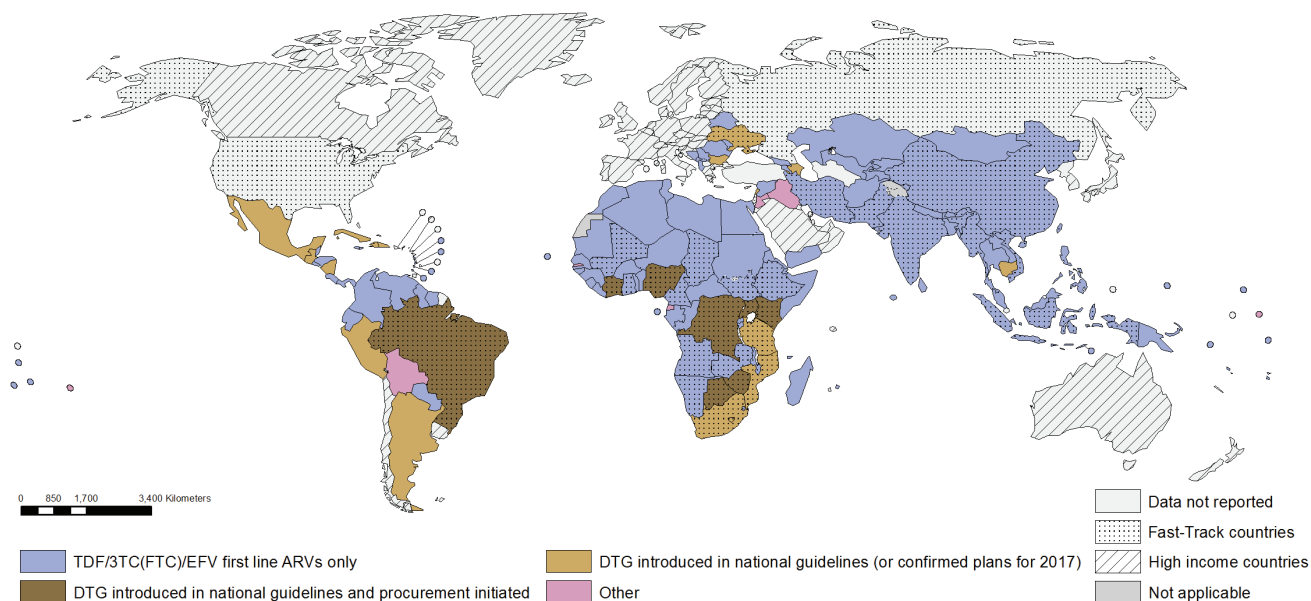 0 850 1,700 3,400 Kilometers
Data not reported
Fast-Track countries
High income countries
Not applicable
TDF/3TC(FTC)/EFV first line ARVs only
DTG introduced in national guidelines and procurement initiated
DTG introduced in national guidelines (or confirmed plans for 2017)
Other